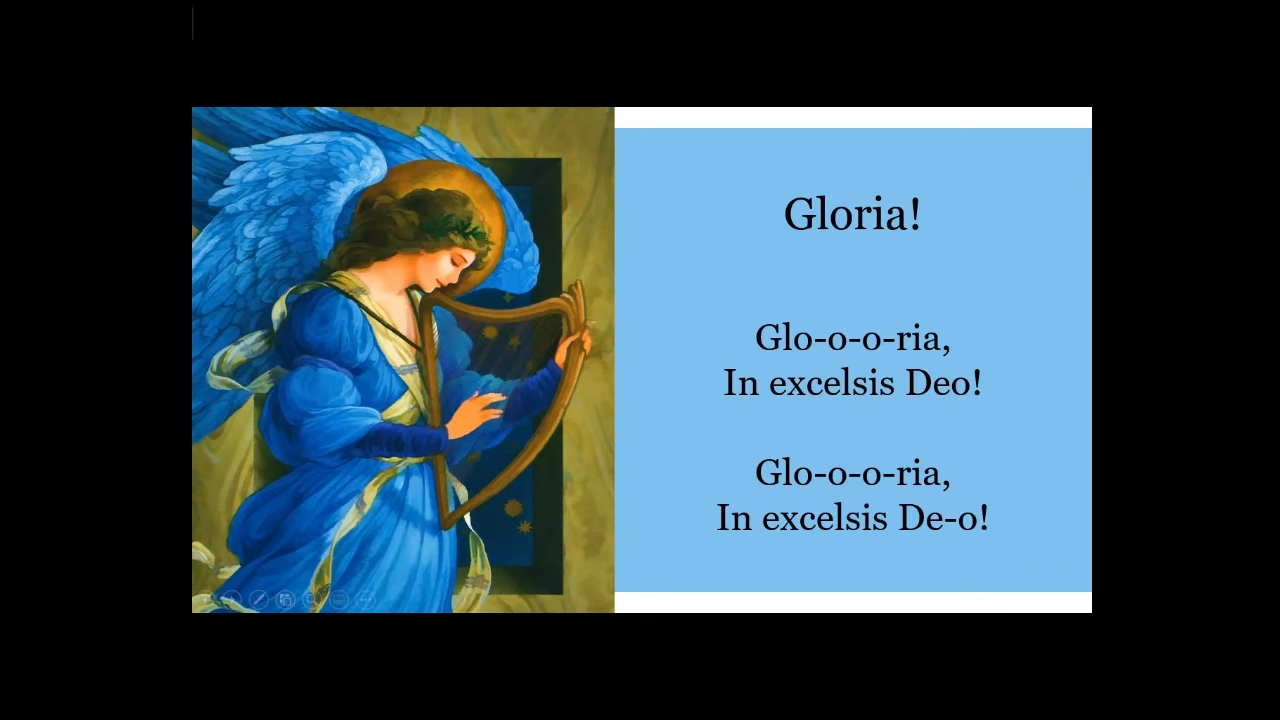 Gloria!
Glo-o-o-ria,
In excelsis Deo!
Glo-o-o-ria,
In excelsis De-o!